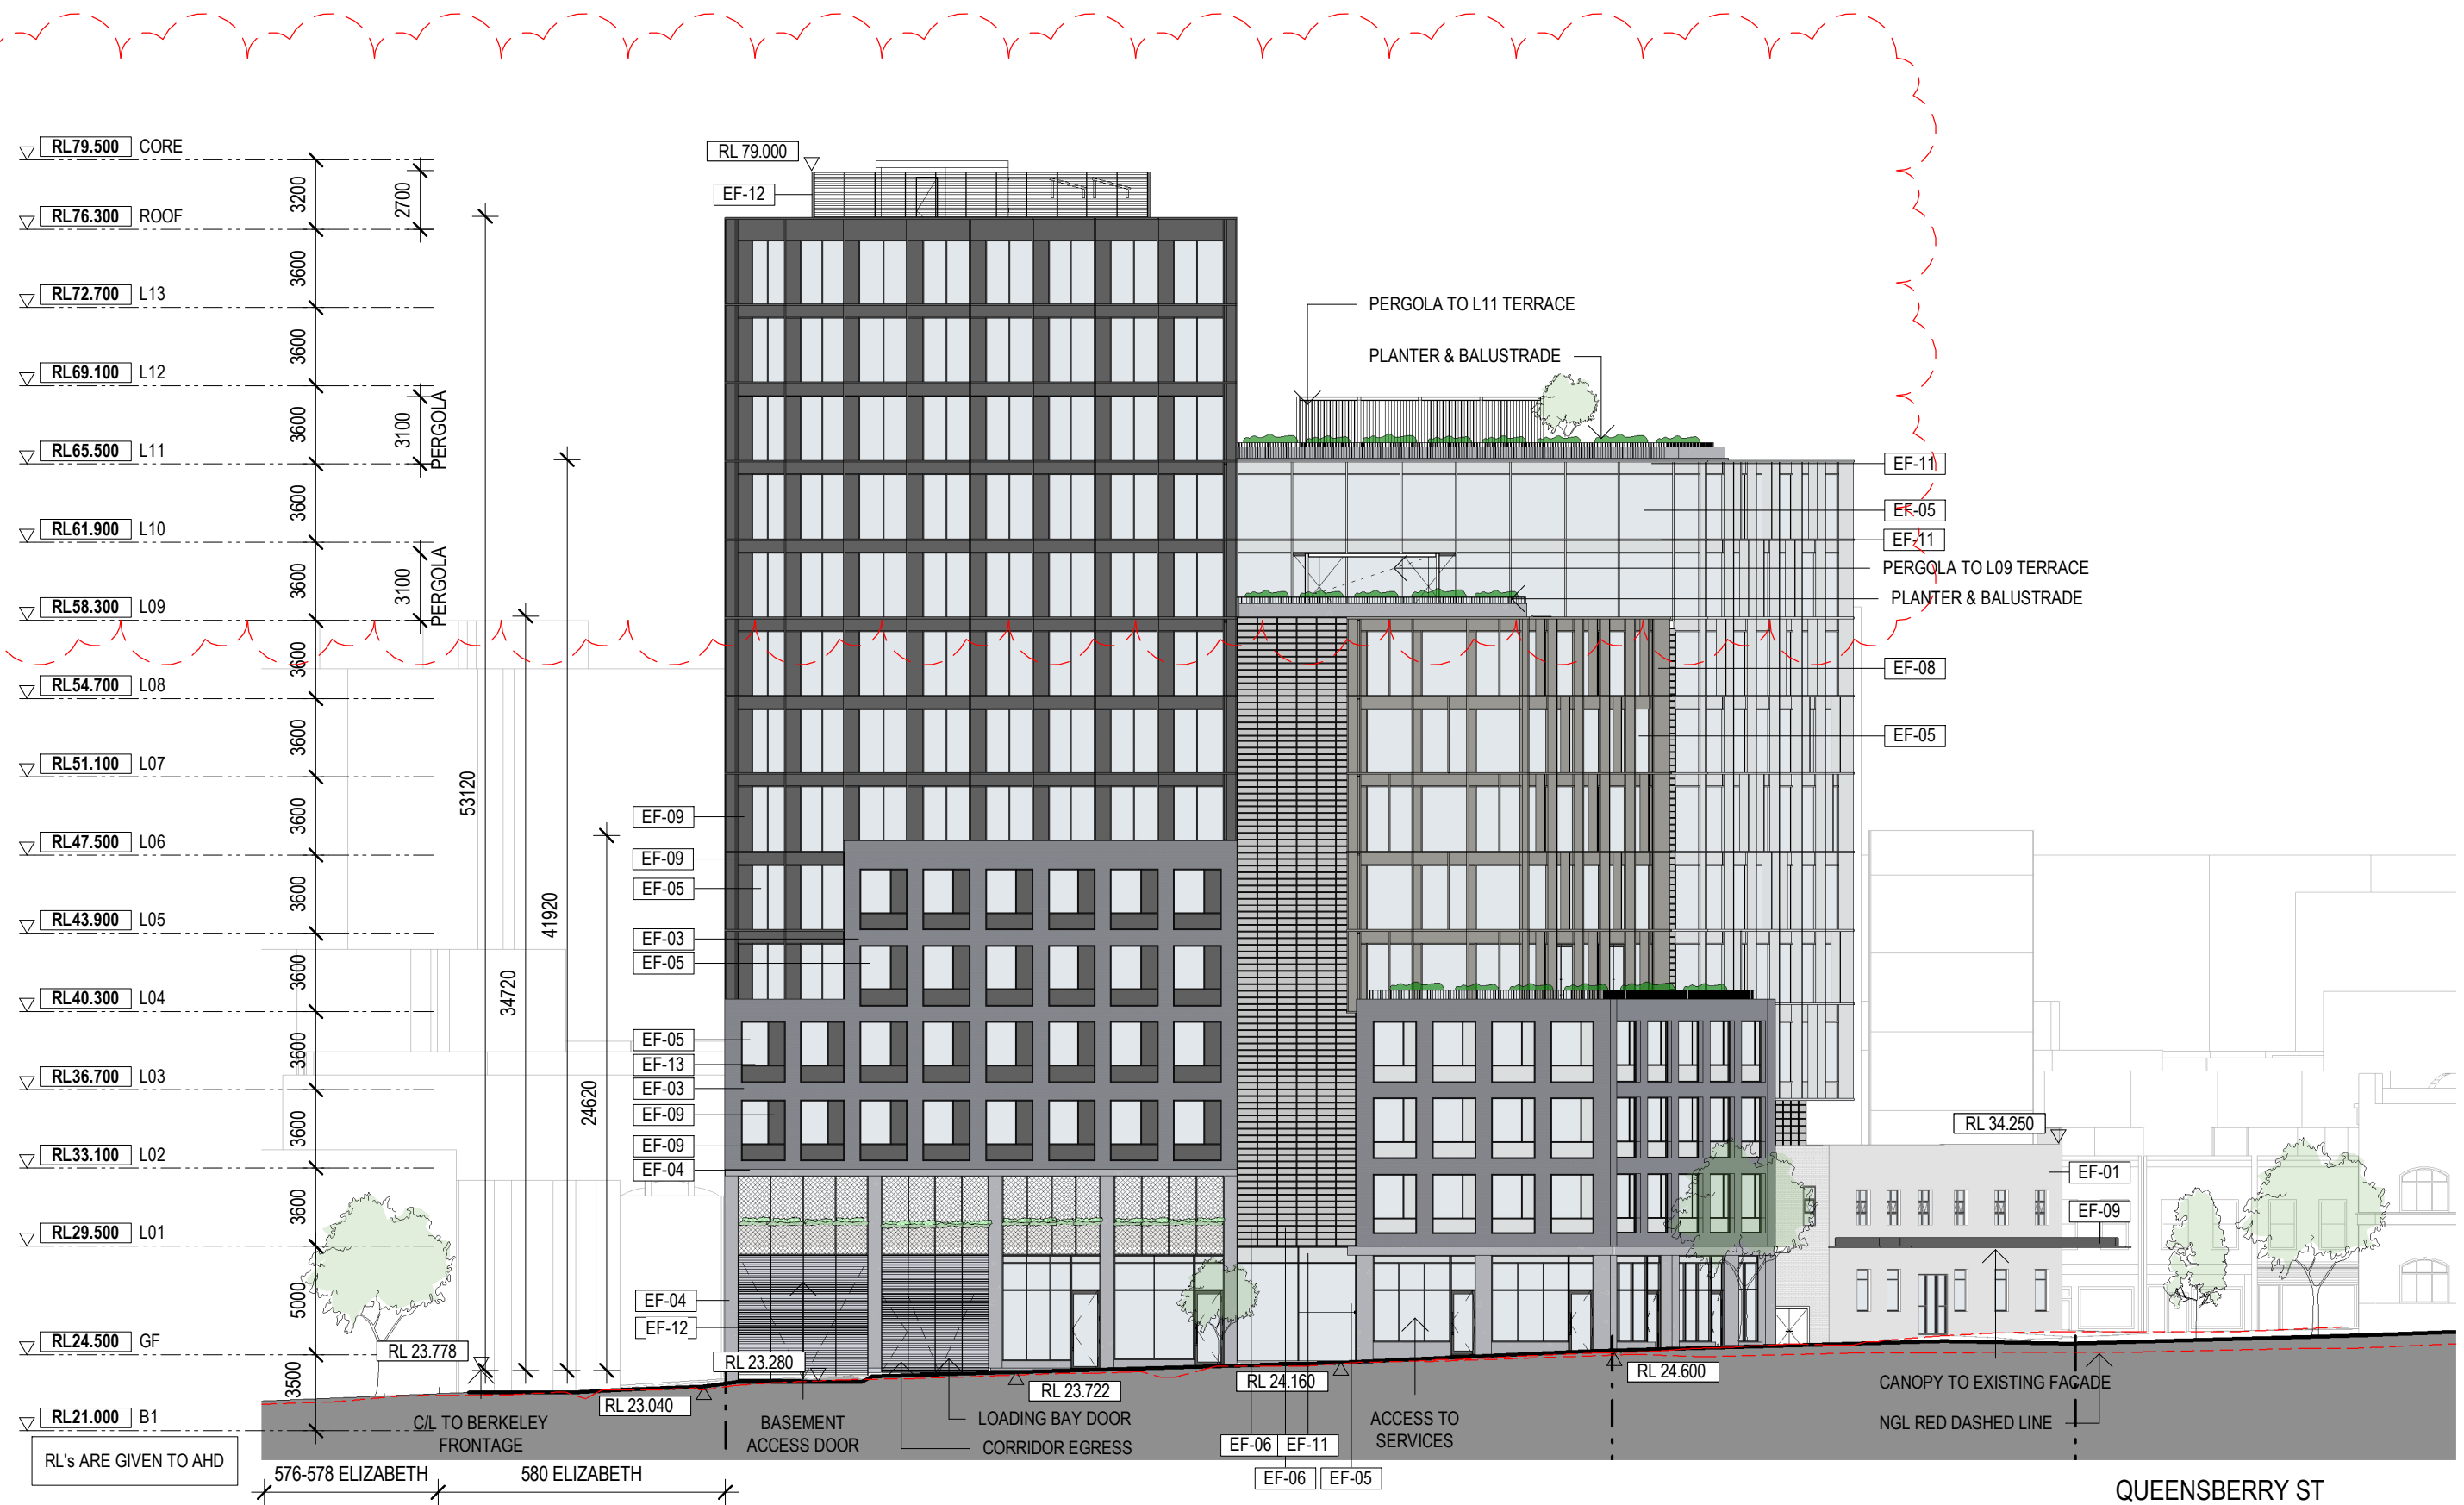 RL79.500 CORE
3200
2700
RL76.300 ROOF
3600
RL72.700 L13
3600
RL69.100 L12
3600
3100
PERGOLA
RL65.500 L11
3600
RL61.900 L10
3600
3100
PERGOLA
RL58.300 L09
3600
RL54.700 L08
3600
RL51.100 L07
3600
RL47.500 L06
3600
RL43.900 L05
3600
RL40.300 L04
3600
RL36.700 L03
3600
RL33.100 L02
3600
RL29.500 L01
5000
RL24.500 GF
3500
RL21.000 B1
RL's ARE GIVEN TO AHD
53120
41920
34720
24620
RL 79.000
EF-12
PERGOLA TO L11 TERRACE
PLANTER & BALUSTRADE
EF-11
EF-05
EF-11
PERGOLA TO L09 TERRACE
PLANTER & BALUSTRADE
EF-08
EF-05
EF-09
EF-09
EF-05
EF-03
EF-05
EF-05
EF-13
EF-03
EF-09
EF-09
EF-04
EF-04
EF-12
RL 34.250
EF-01
EF-09
RL 23.778
RL 23.280
RL 23.040
RL 23.722
RL 24.160
RL 24.600
C/L TO BERKELEY
FRONTAGE
BASEMENT
ACCESS DOOR
LOADING BAY DOOR
CORRIDOR EGRESS
ACCESS TO
SERVICES
CANOPY TO EXISTING FACADE
NGL RED DASHED LINE
EF-06 EF-11
EF-06 EF-05
576-578 ELIZABETH
580 ELIZABETH
QUEENSBERRY ST